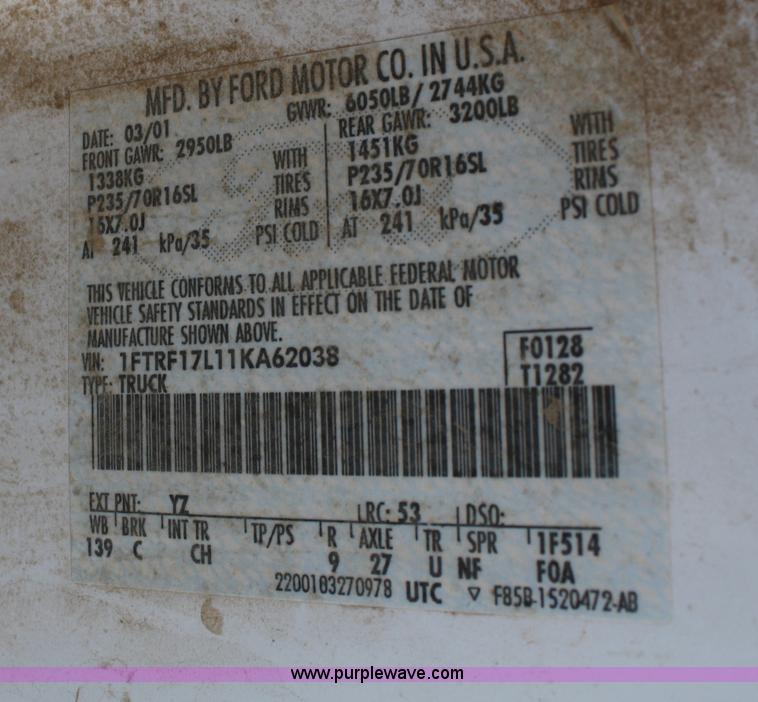 MFD. BY FORD MOTOR CO. IN U.S.A.
DATE: 03/01 GVWR: 6050LB/ 2744KG
FRONT GAWR: 2950LB REAR GAWR: 3200LB
1338KG WITH 1451KG WITH
P235/70R16SL TIRES P235/70R16SL TIRES
16X7.0J RIMS 16X7.0J RIMS
AT 241 kPa/35 PSI COLD AT 241 kPa/35 PSI COLD
THIS VEHICLE CONFORMS TO ALL APPLICABLE FEDERAL MOTOR
VEHICLE SAFETY STANDARDS IN EFFECT ON THE DATE OF
MANUFACTURE SHOWN ABOVE.
VIN: 1FTRF17L11KA62038 F0128
TYPE: TRUCK T1282
EXT PNT: YZ LRC: 53 DSO:
WB BRK INT TR TP/PS R AXLE TR SPR 1F514
139 C CH 9 27 U NF F0A
2200103270978 UTC ▽ F85B-1520472-AB
www.purplewave.com